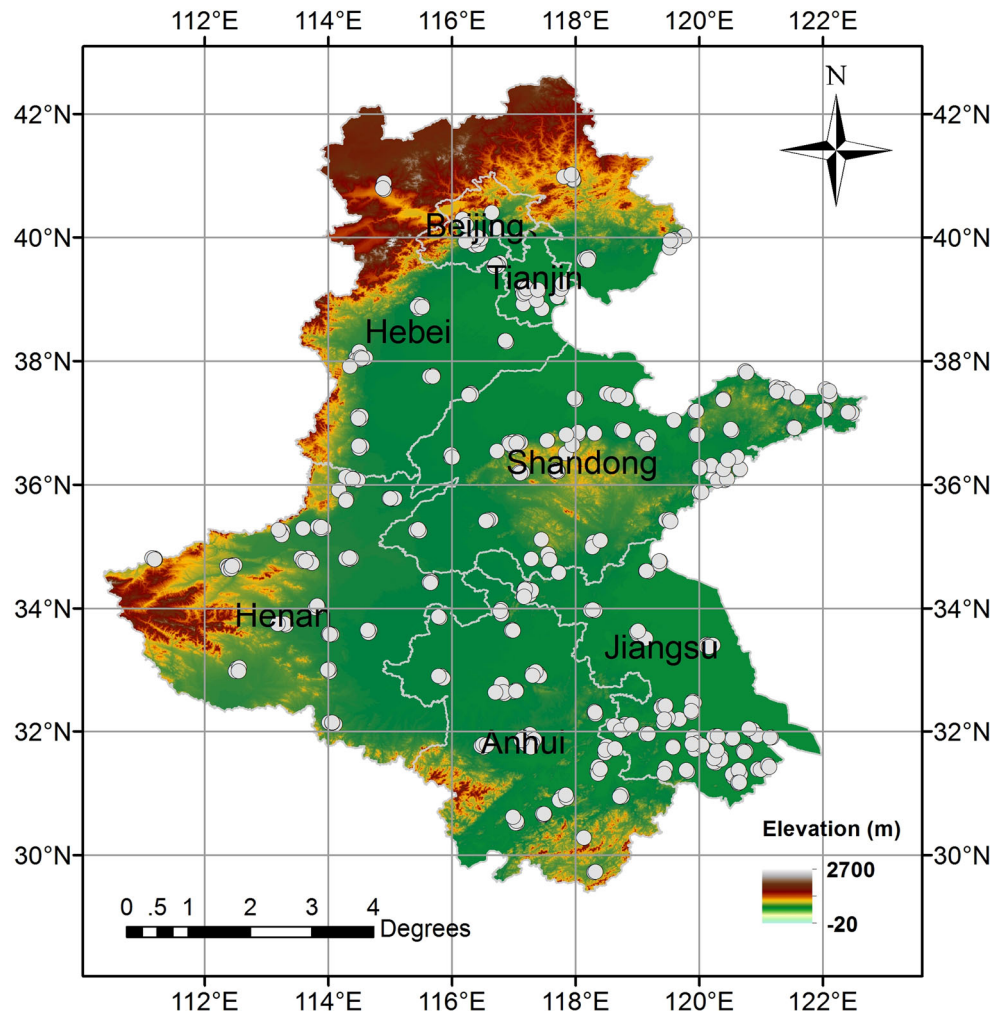 112°E 114°E 116°E 118°E 120°E 122°E
N
42°N 42°N
40°N 40°N
Beijing
Tianjin
Hebei
38°N 38°N
Shandong
36°N 36°N
34°N 34°N
Henan
Jiangsu
32°N 32°N
Anhui
Elevation (m)
30°N 30°N
2700
-20
0 .5 1 2 3 4
Degrees
112°E 114°E 116°E 118°E 120°E 122°E